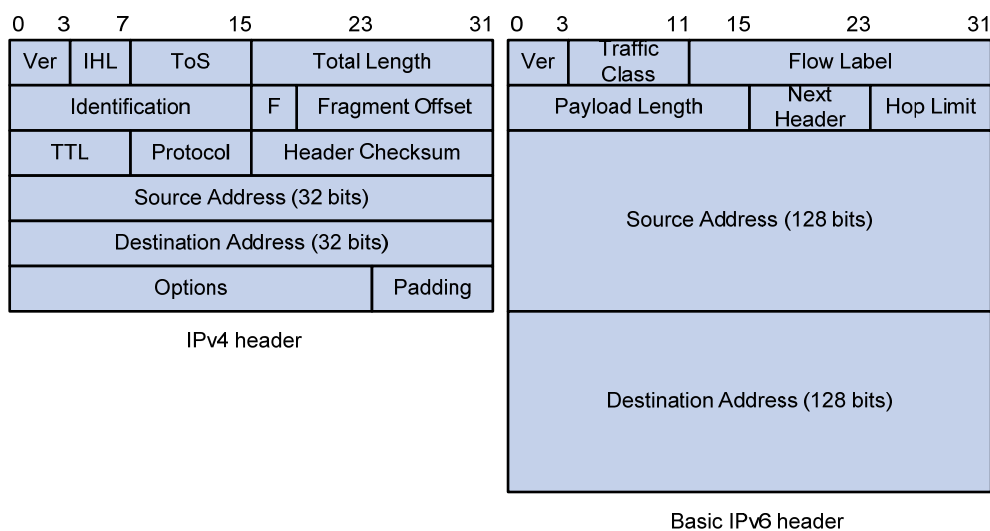 0 3 7 15 23 31
Ver IHL ToS Total Length
Identification F Fragment Offset
TTL Protocol Header Checksum
Source Address (32 bits)
Destination Address (32 bits)
Options Padding
IPv4 header
0 3 11 15 23 31
Ver Traffic Class Flow Label
Payload Length Next Header Hop Limit
Source Address (128 bits)
Destination Address (128 bits)
Basic IPv6 header